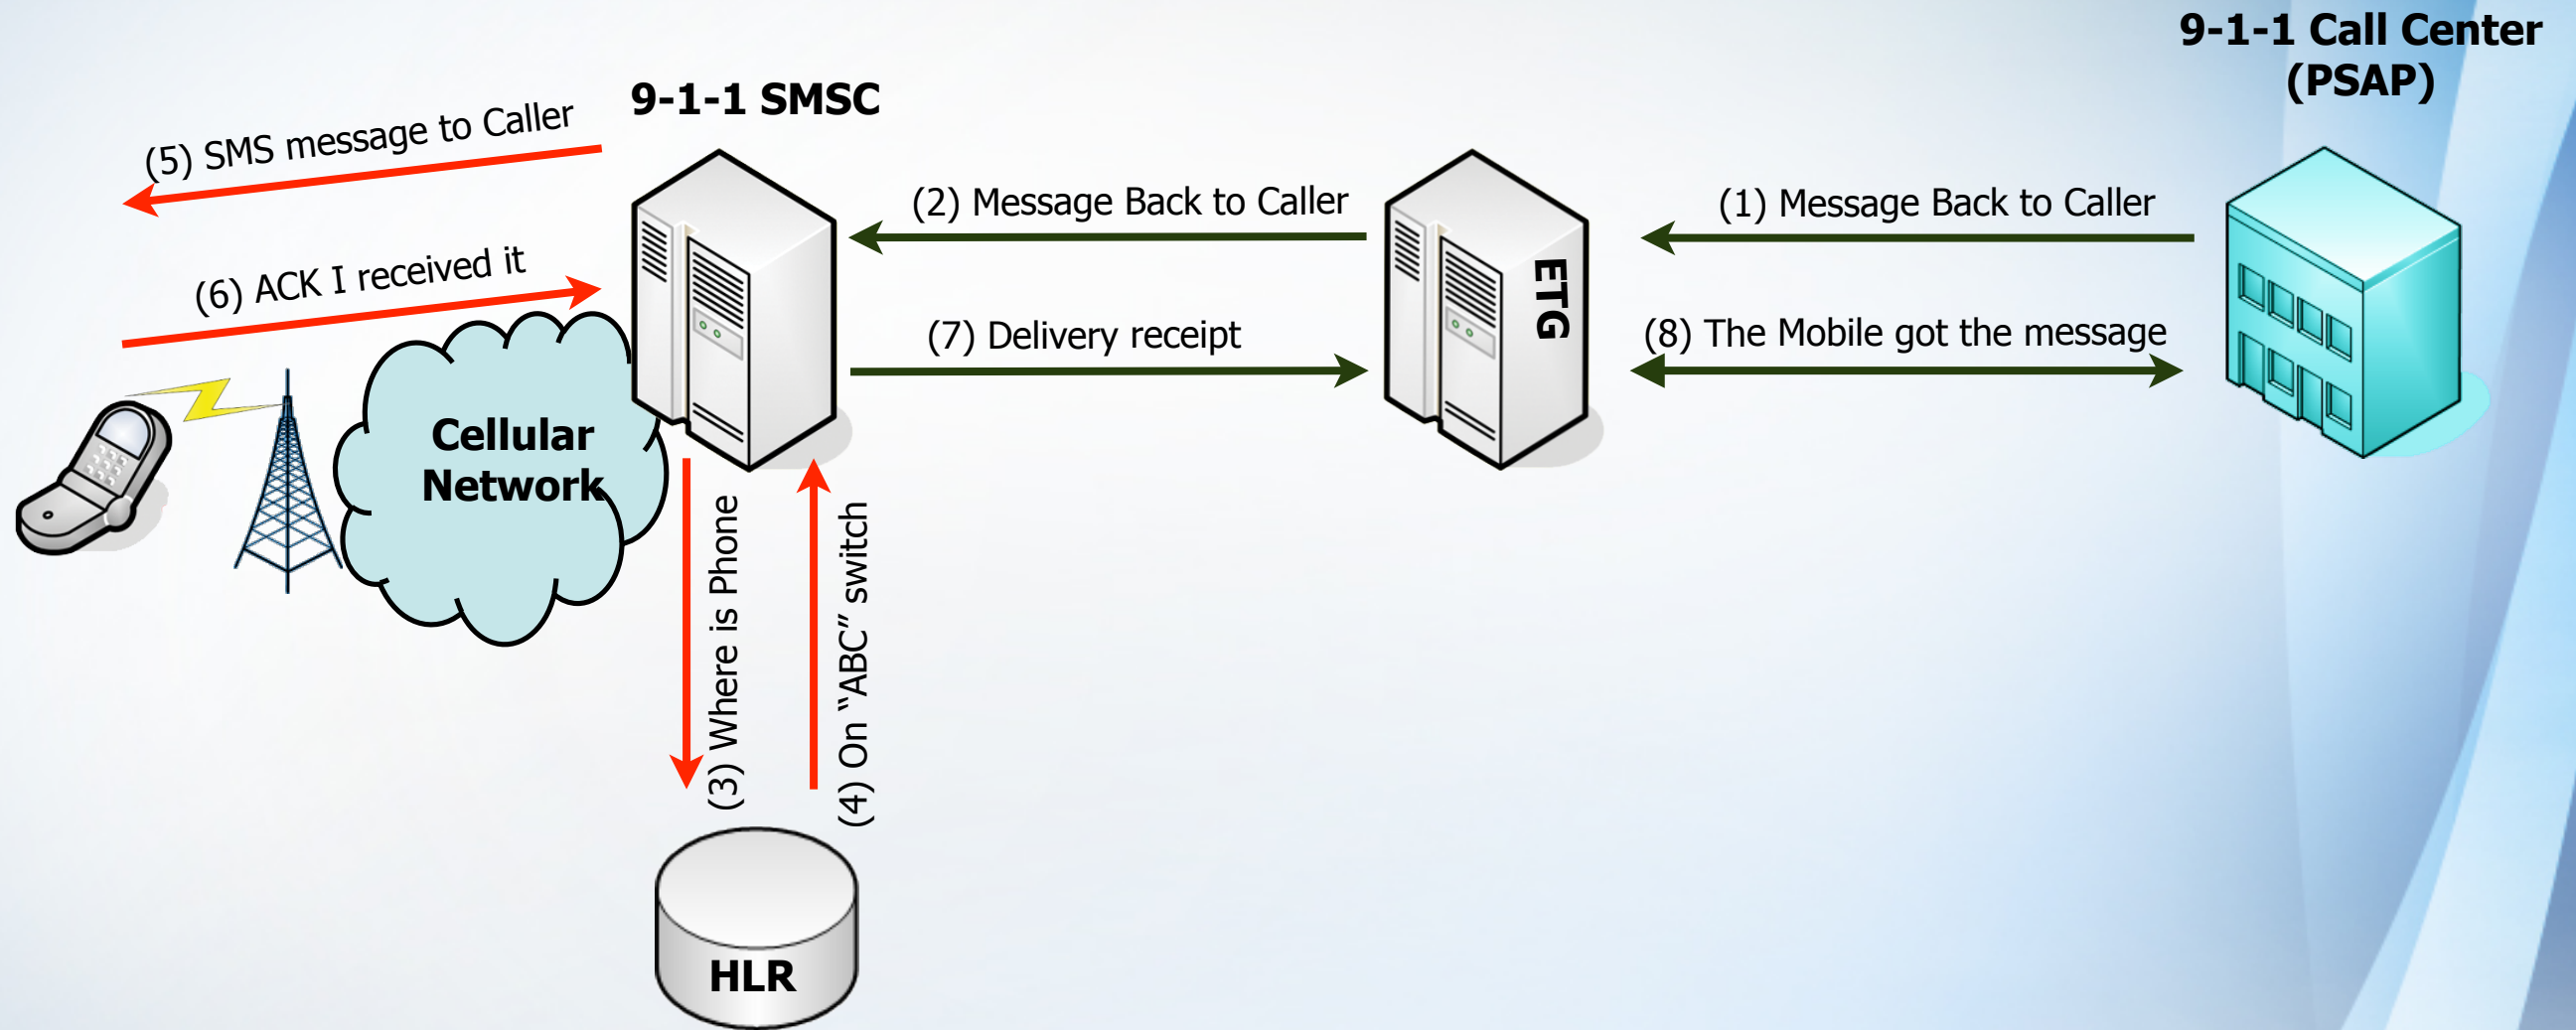 9-1-1 Call Center
(PSAP)
9-1-1 SMSC
(5) SMS message to Caller
(2) Message Back to Caller
(1) Message Back to Caller
(6) ACK I received it
ETG
(7) Delivery receipt
(8) The Mobile got the message
Cellular
Network
(3) Where is Phone
(4) On “ABC” switch
HLR